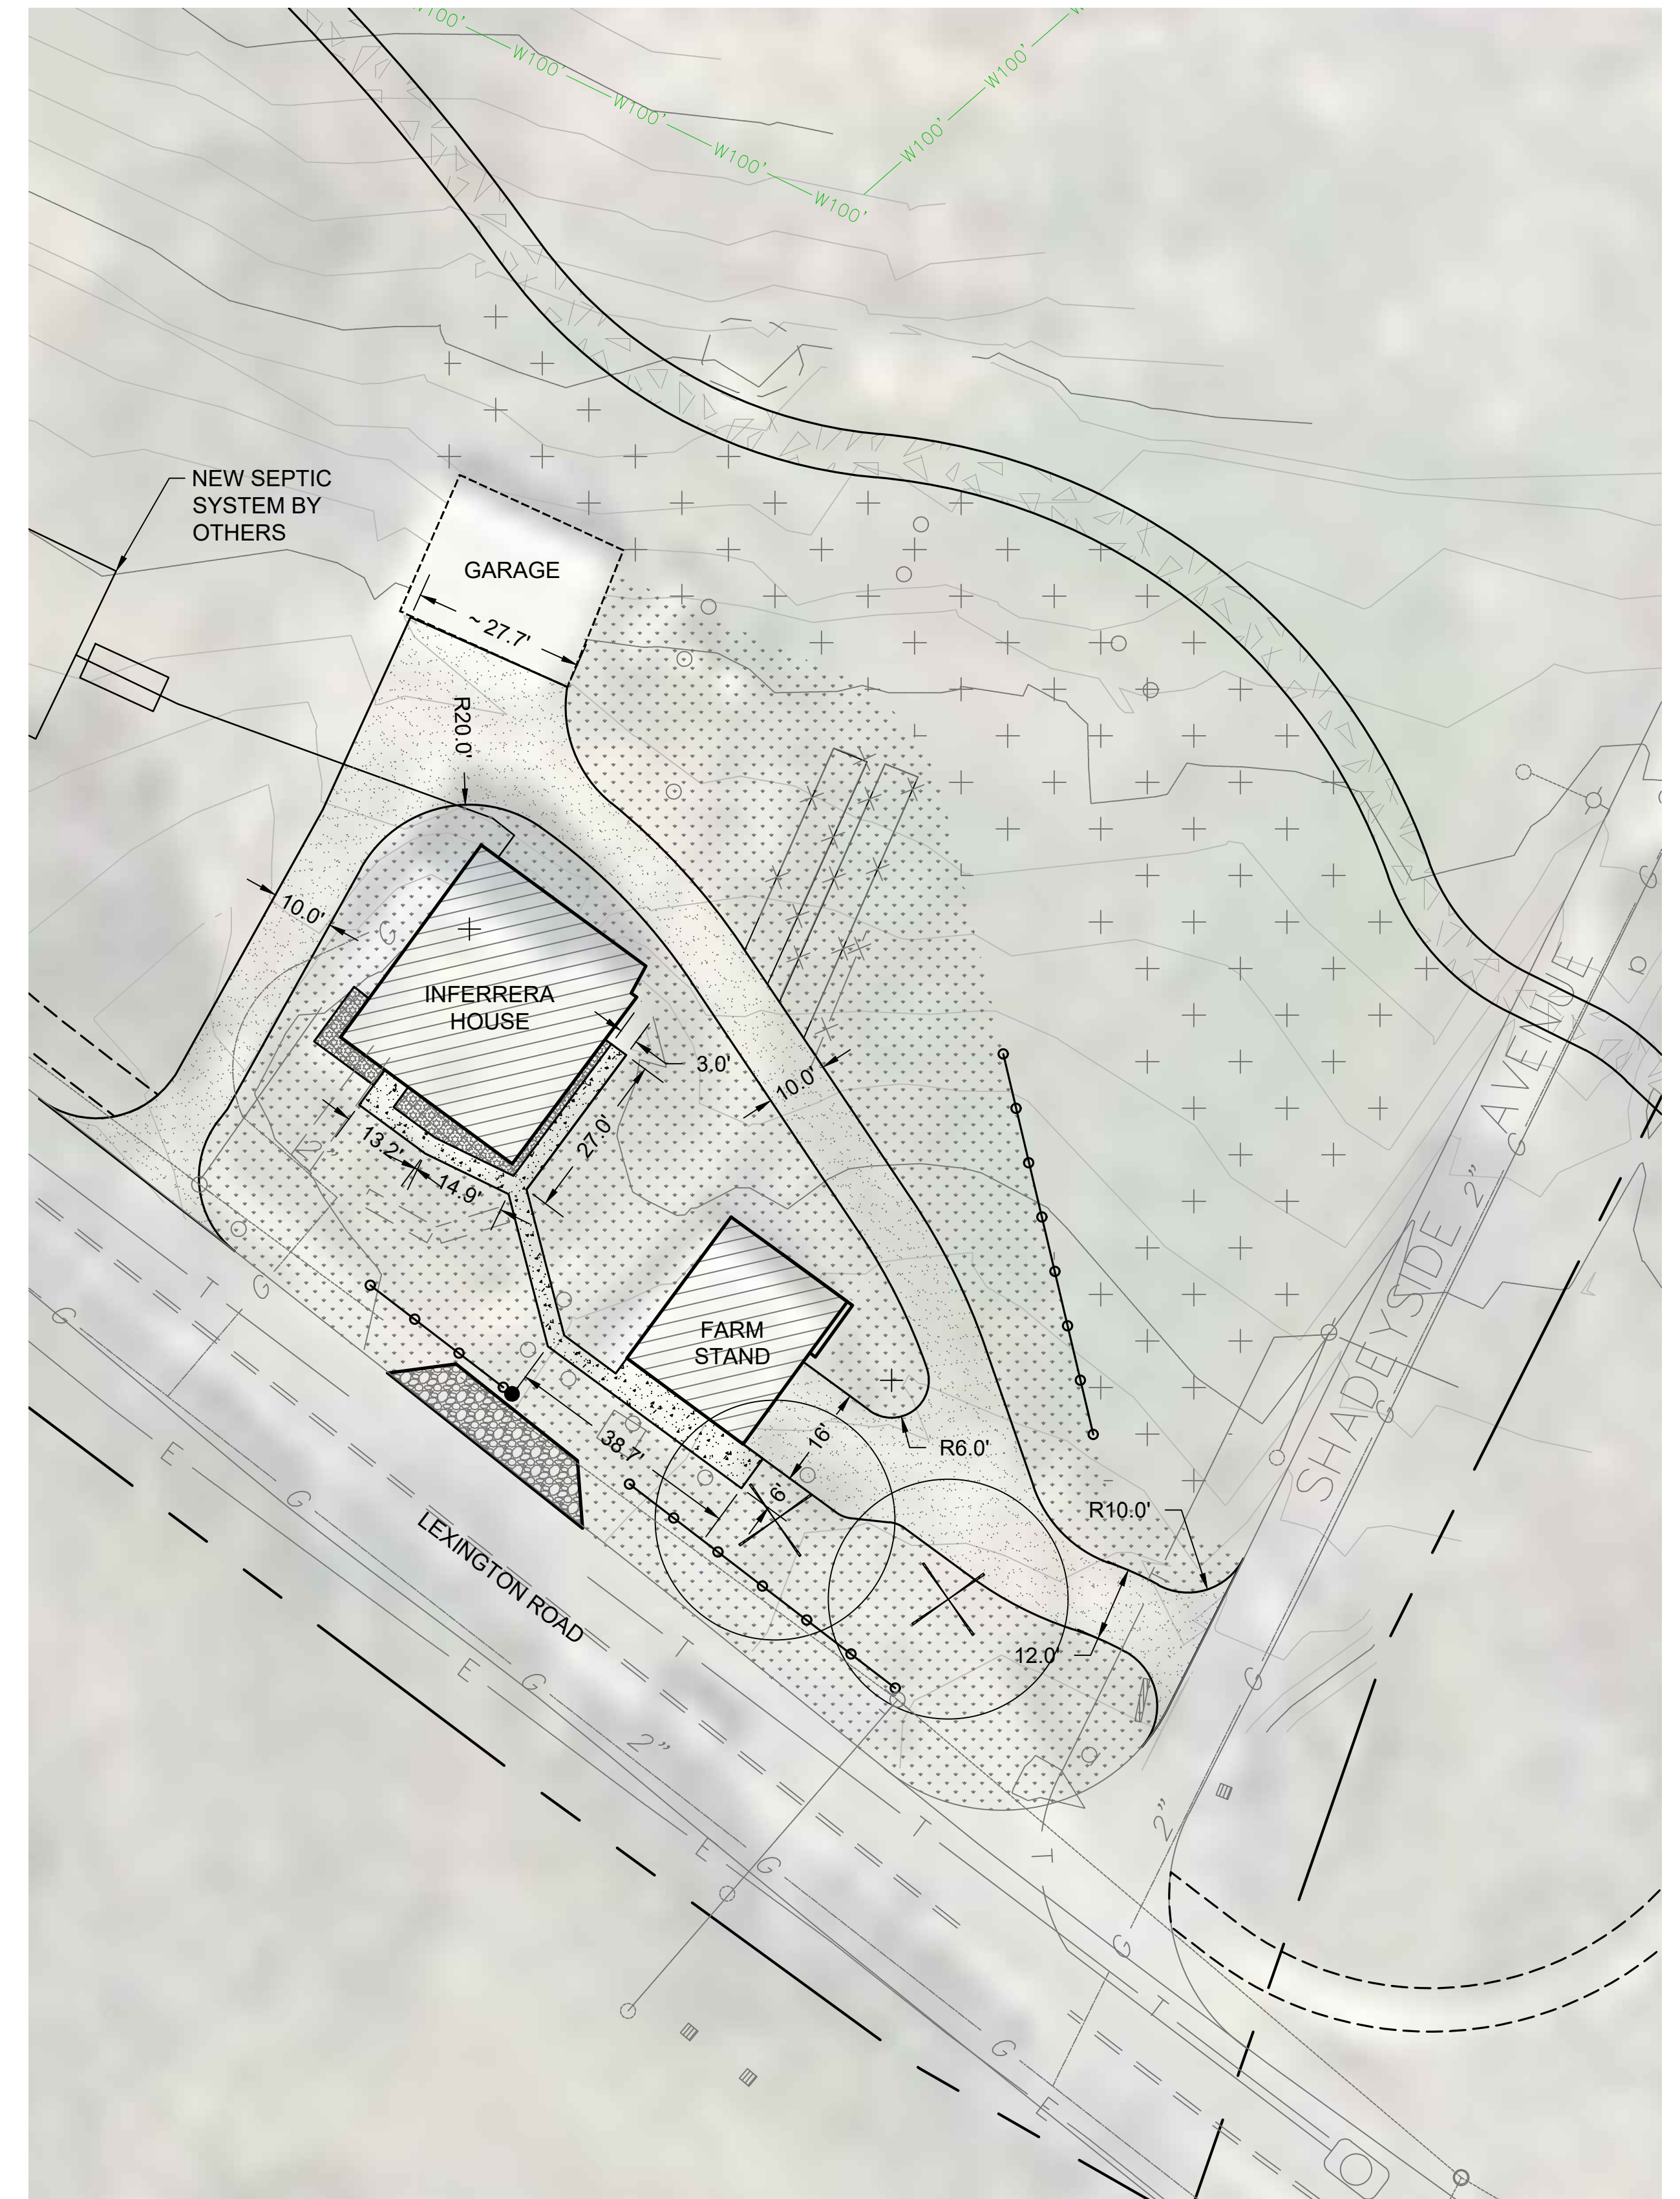 W100'
W100'
W100'
W100'
W100'
W100'
W100'
NEW SEPTIC
SYSTEM BY
OTHERS
GARAGE
~ 27.7'
R20.0'
10.0'
G
INFERRERA
HOUSE
3.0'
10.0'
27.0'
13.2'
14.9'
2"
FARM
STAND
16'
R6.0'
38.7'
6'
R10.0'
12.0'
LEXINGTON ROAD
SHADEYSIDE AVENUE
2"
G
G
G
G
2"
G
T
G
G
E
G
E
G
T
2"
E
G
T
T
T
G
E